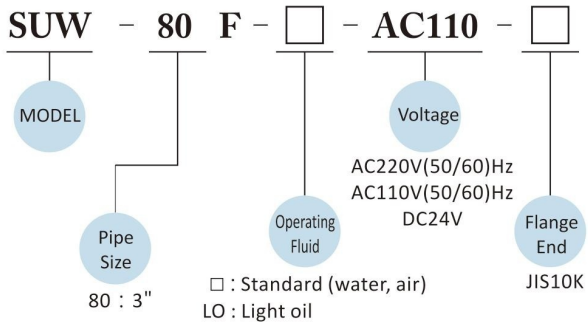 SUW - 80 F - □ - AC110 - □
MODEL
Voltage
AC220V(50/60)Hz
AC110V(50/60)Hz
DC24V
Pipe
Size
80 : 3"
Operating
Fluid
□ : Standard (water, air)
LO : Light oil
Flange
End
JIS10K